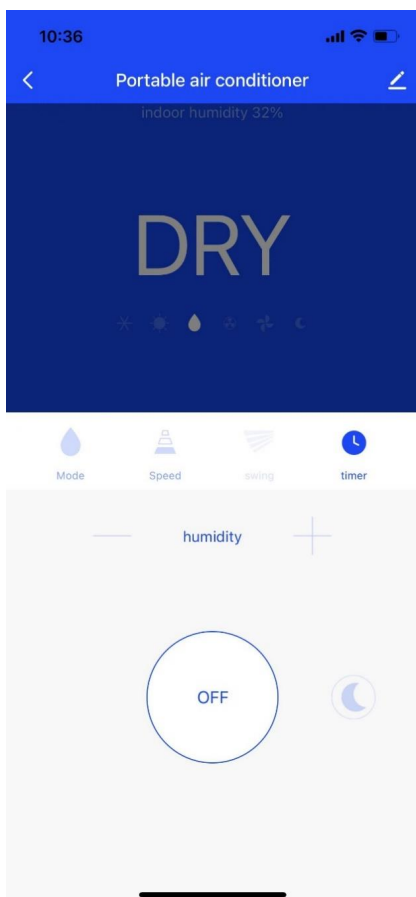 10:36
Portable air conditioner
indoor humidity 32%
DRY
Mode Speed swing timer
humidity
OFF